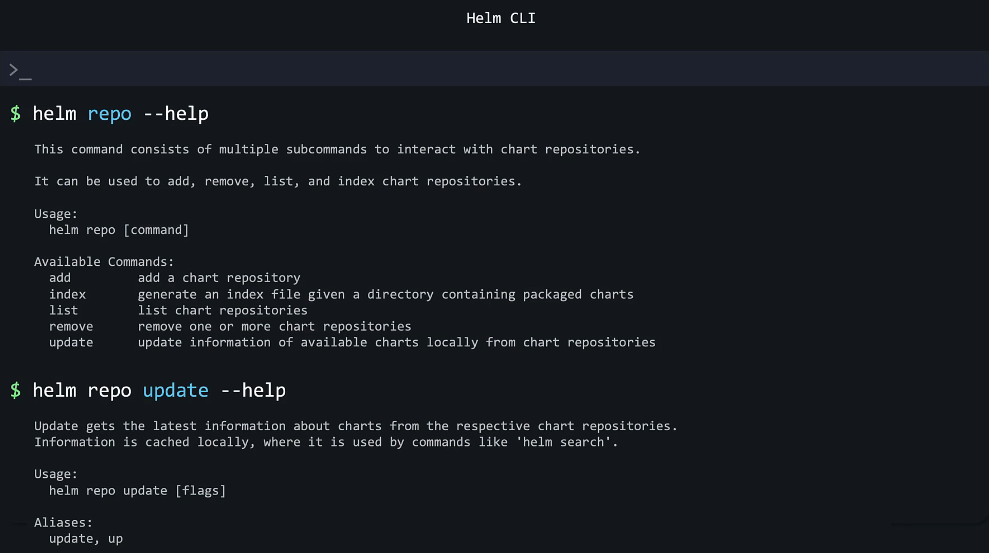 Helm CLI
>_
$ helm repo --help
This command consists of multiple subcommands to interact with chart repositories.
It can be used to add, remove, list, and index chart repositories.
Usage:
helm repo [command]
Available Commands:
add add a chart repository
index generate an index file given a directory containing packaged charts
list list chart repositories
remove remove one or more chart repositories
update update information of available charts locally from chart repositories
$ helm repo update --help
Update gets the latest information about charts from the respective chart repositories.
Information is cached locally, where it is used by commands like 'helm search'.
Usage:
helm repo update [flags]
Aliases:
update, up